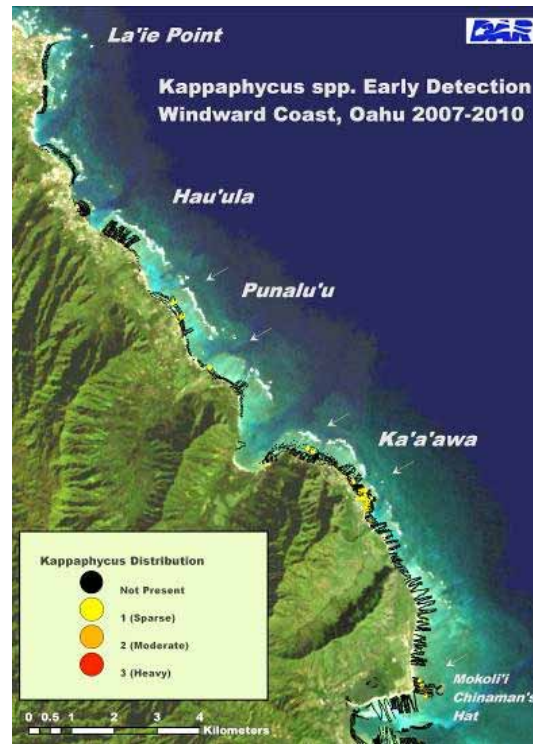 La'ie Point
DAR
Kappaphycus spp. Early Detection
Windward Coast, Oahu 2007-2010
Hau'ula
Punalu'u
Ka'a'awa
Kappaphycus Distribution
Not Present
1 (Sparse)
2 (Moderate)
3 (Heavy)
Mokoli'i
Chinaman's
Hat
0 0.5 1 2 3 4
Kilometers